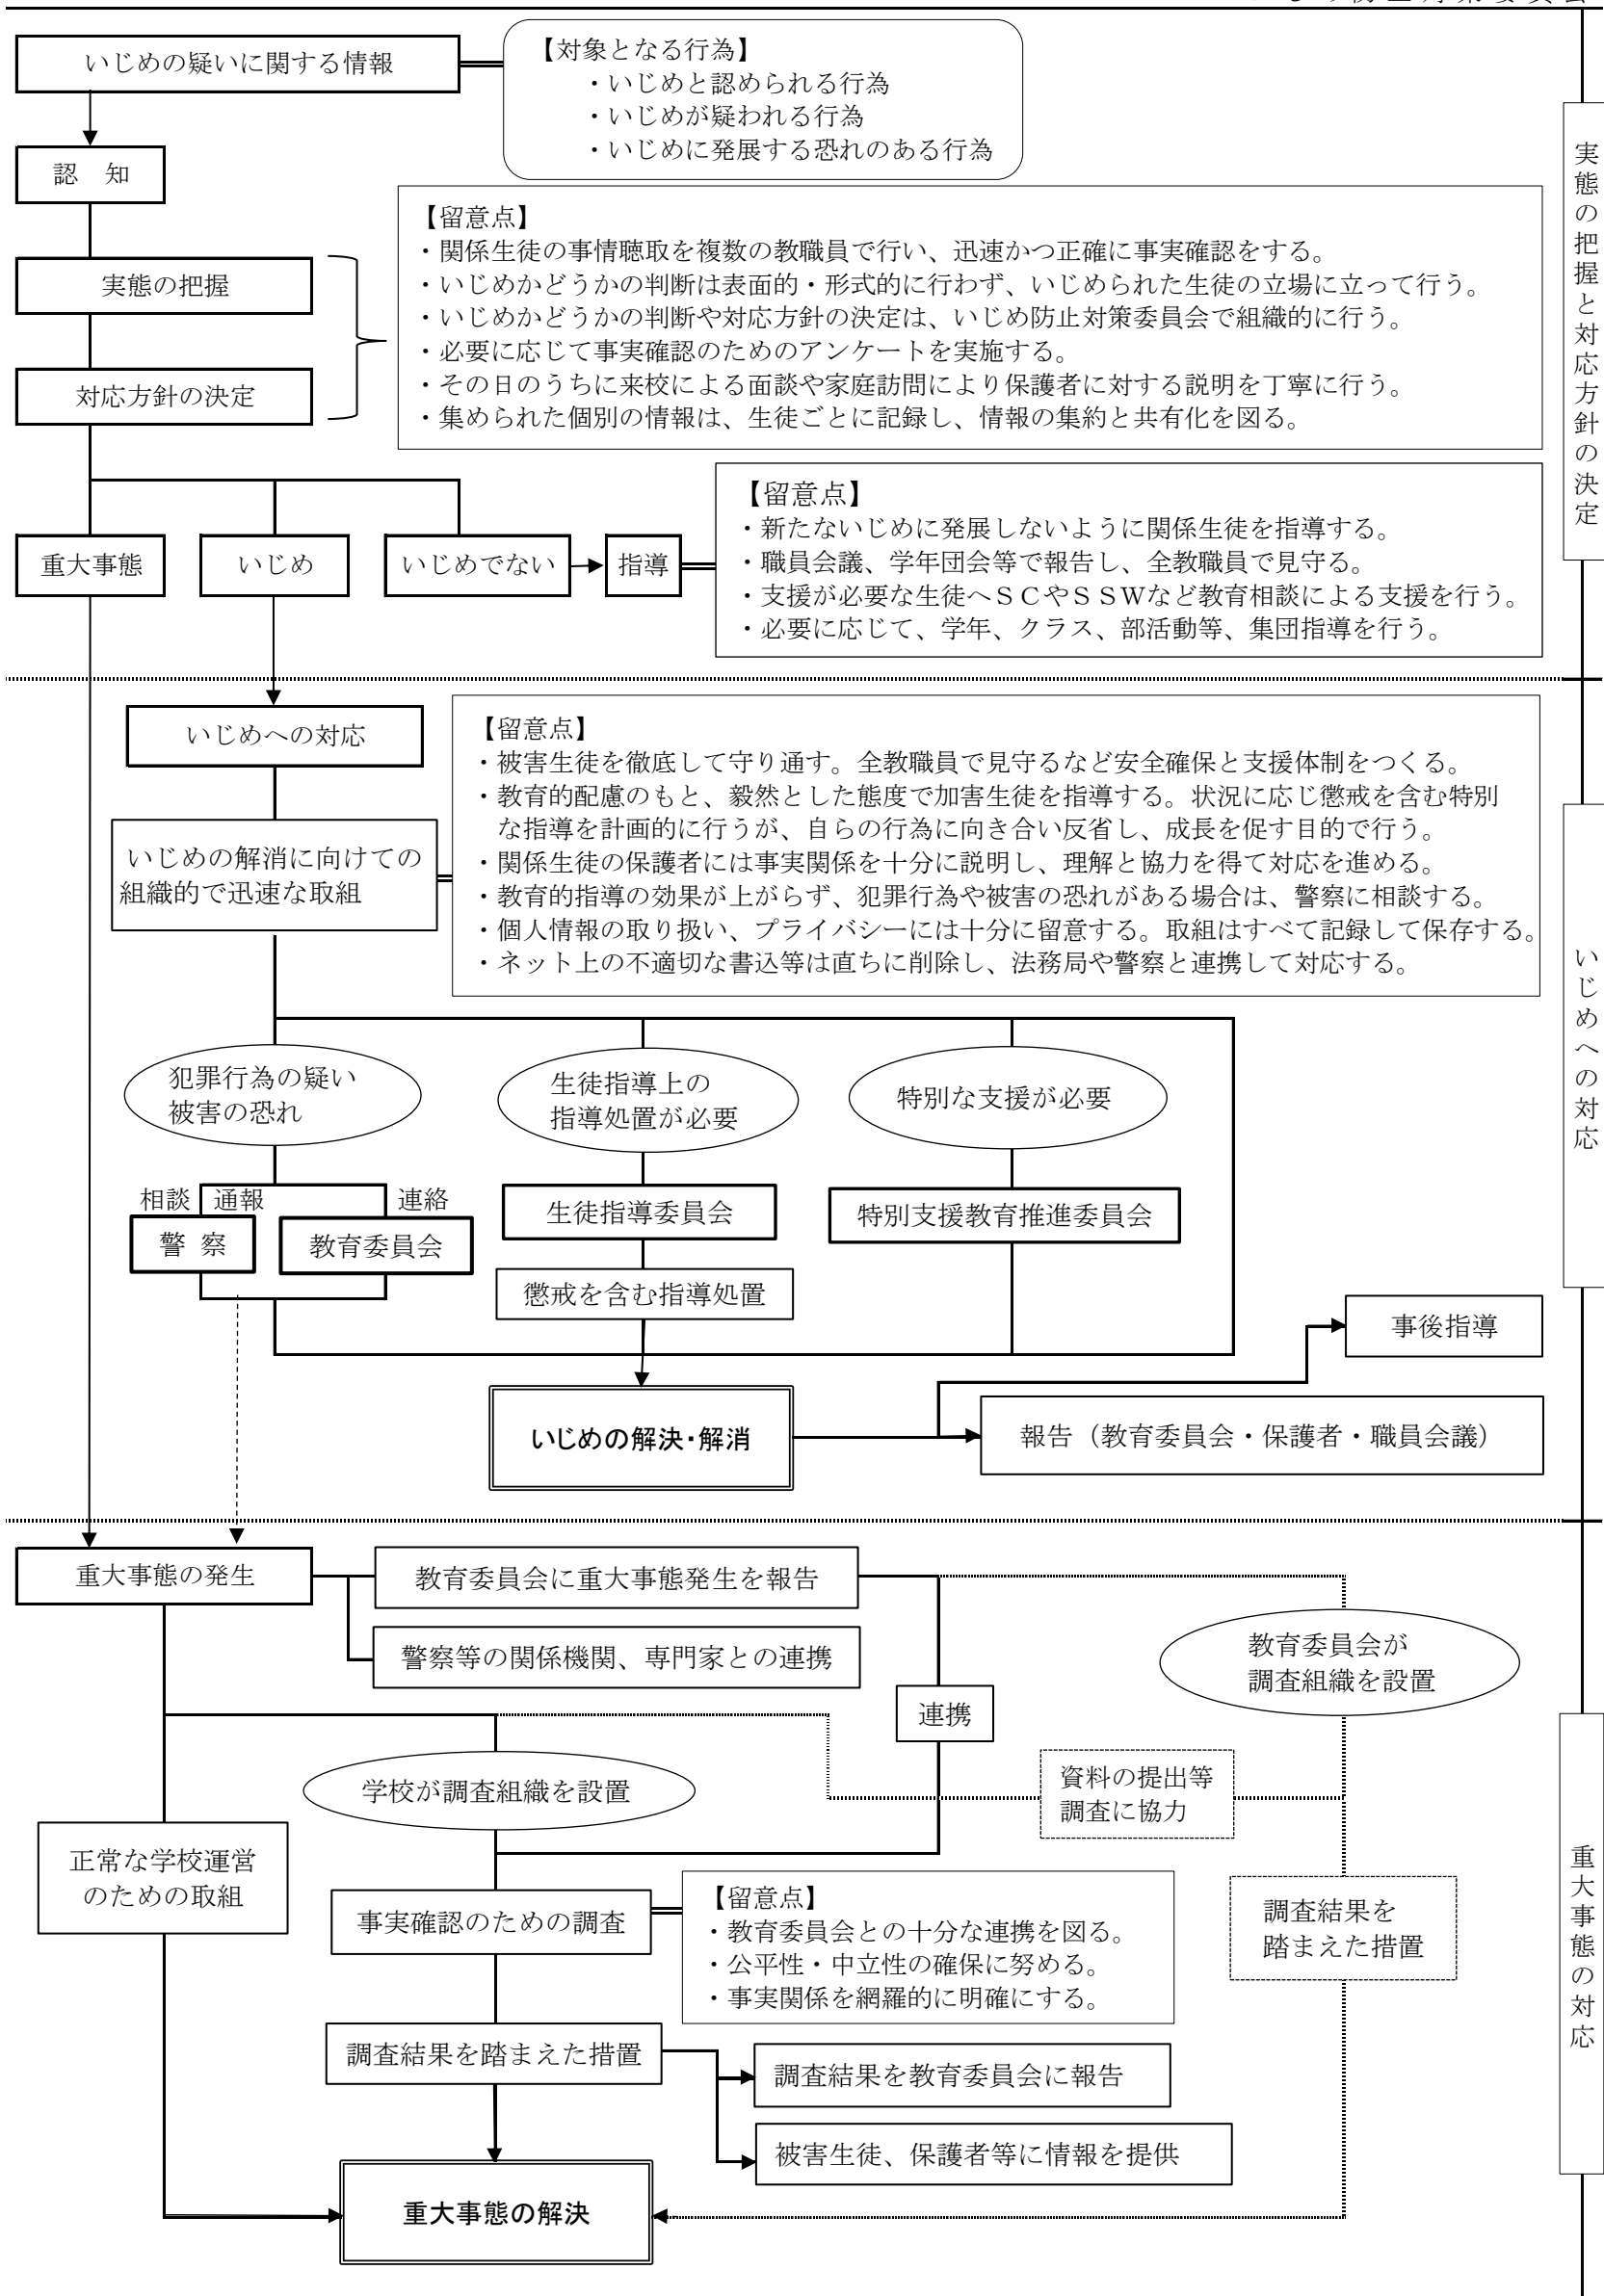 いじめの疑いに関する情報
【対象となる行為】
・いじめと認められる行為
・いじめが疑われる行為
・いじめに発展する恐れのある行為
認　知
実態の把握
対応方針の決定
【留意点】
・関係生徒の事情聴取を複数の教職員で行い、迅速かつ正確に事実確認をする。
・いじめかどうかの判断は表面的・形式的に行わず、いじめられた生徒の立場に立って行う。
・いじめかどうかの判断や対応方針の決定は、いじめ防止対策委員会で組織的に行う。
・必要に応じて事実確認のためのアンケートを実施する。
・その日のうちに来校による面談や家庭訪問により保護者に対する説明を丁寧に行う。
・集められた個別の情報は、生徒ごとに記録し、情報の集約と共有化を図る。
実態の把握と対応方針の決定
重大事態
いじめ
いじめでない
指導
【留意点】
・新たないじめに発展しないように関係生徒を指導する。
・職員会議、学年団会等で報告し、全教職員で見守る。
・支援が必要な生徒へＳＣやＳＳＷなど教育相談による支援を行う。
・必要に応じて、学年、クラス、部活動等、集団指導を行う。
いじめへの対応
いじめの解消に向けての
組織的で迅速な取組
【留意点】
・被害生徒を徹底して守り通す。全教職員で見守るなど安全確保と支援体制をつくる。
・教育的配慮のもと、毅然とした態度で加害生徒を指導する。状況に応じ懲戒を含む特別
な指導を計画的に行うが、自らの行為に向き合い反省し、成長を促す目的で行う。
・関係生徒の保護者には事実関係を十分に説明し、理解と協力を得て対応を進める。
・教育的指導の効果が上がらず、犯罪行為や被害の恐れがある場合は、警察に相談する。
・個人情報の取り扱い、プライバシーには十分に留意する。取組はすべて記録して保存する。
・ネット上の不適切な書込等は直ちに削除し、法務局や警察と連携して対応する。
いじめへの対応
犯罪行為の疑い
被害の恐れ
生徒指導上の
指導処置が必要
特別な支援が必要
相談
通報
連絡
警 察
教育委員会
生徒指導委員会
特別支援教育推進委員会
懲戒を含む指導処置
事後指導
いじめの解決・解消
報告（教育委員会・保護者・職員会議）
重大事態の発生
教育委員会に重大事態発生を報告
警察等の関係機関、専門家との連携
教育委員会が
調査組織を設置
連携
学校が調査組織を設置
資料の提出等
調査に協力
正常な学校運営
のための取組
事実確認のための調査
【留意点】
・教育委員会との十分な連携を図る。
・公平性・中立性の確保に努める。
・事実関係を網羅的に明確にする。
調査結果を
踏まえた措置
重大事態の対応
調査結果を踏まえた措置
調査結果を教育委員会に報告
被害生徒、保護者等に情報を提供
重大事態の解決